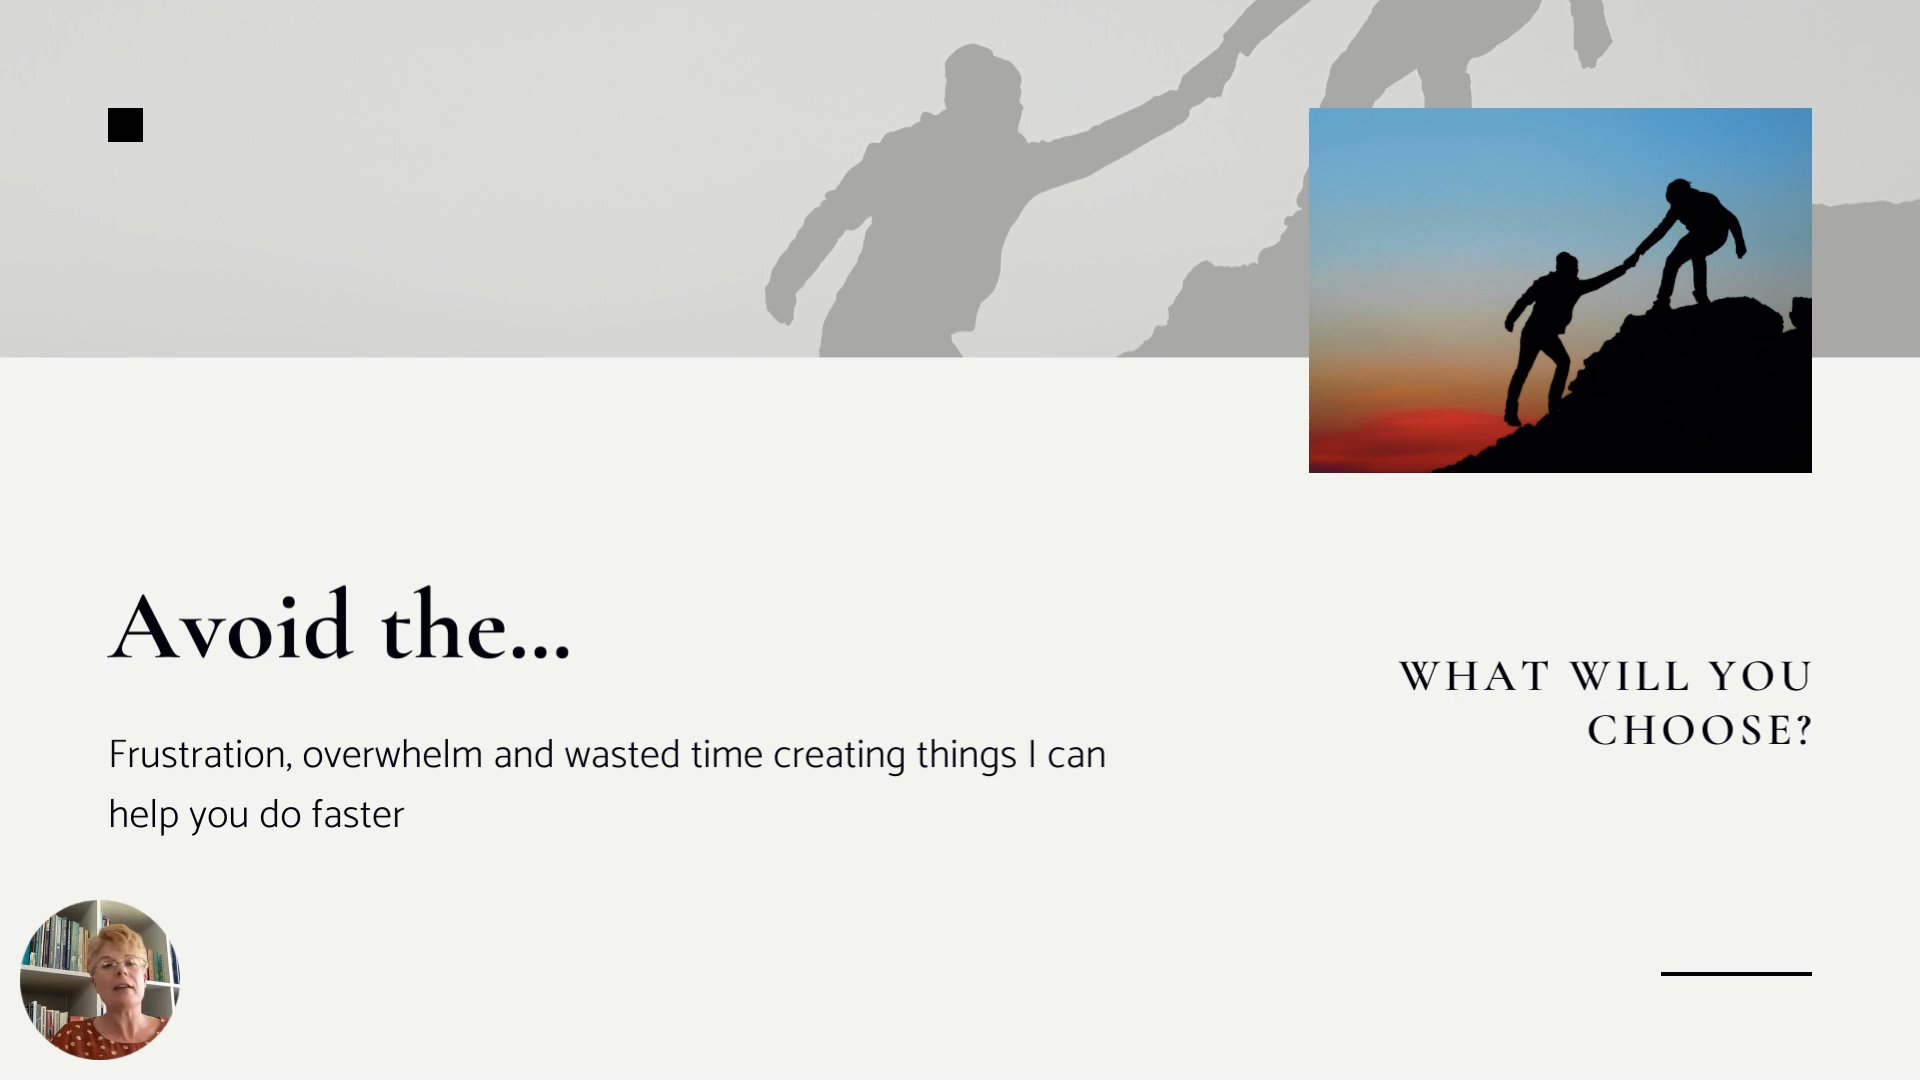 Avoid the...
Frustration, overwhelm and wasted time creating things I can
help you do faster
WHAT WILL YOU
CHOOSE?